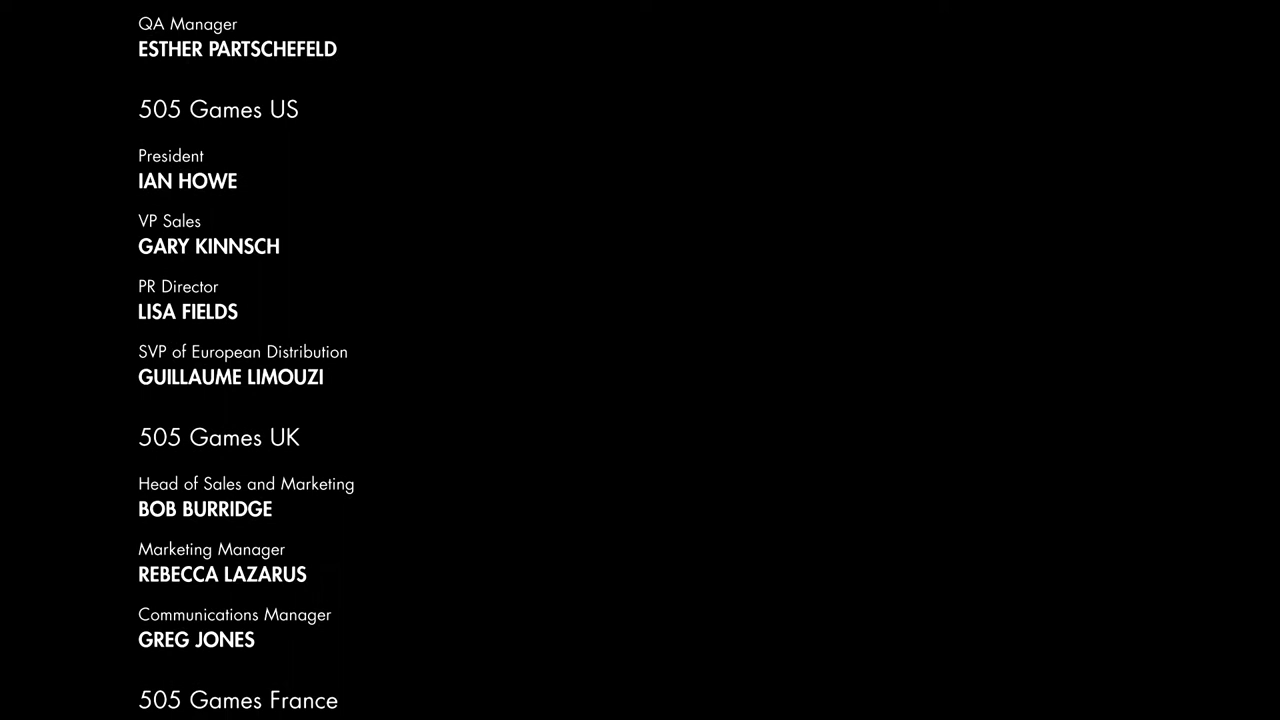 QA Manager
ESTHER PARTSCHEFELD
505 Games US
President
IAN HOWE
VP Sales
GARY KINNSCH
PR Director
LISA FIELDS
SVP of European Distribution
GUILLAUME LIMOUZI
505 Games UK
Head of Sales and Marketing
BOB BURRIDGE
Marketing Manager
REBECCA LAZARUS
Communications Manager
GREG JONES
505 Games France